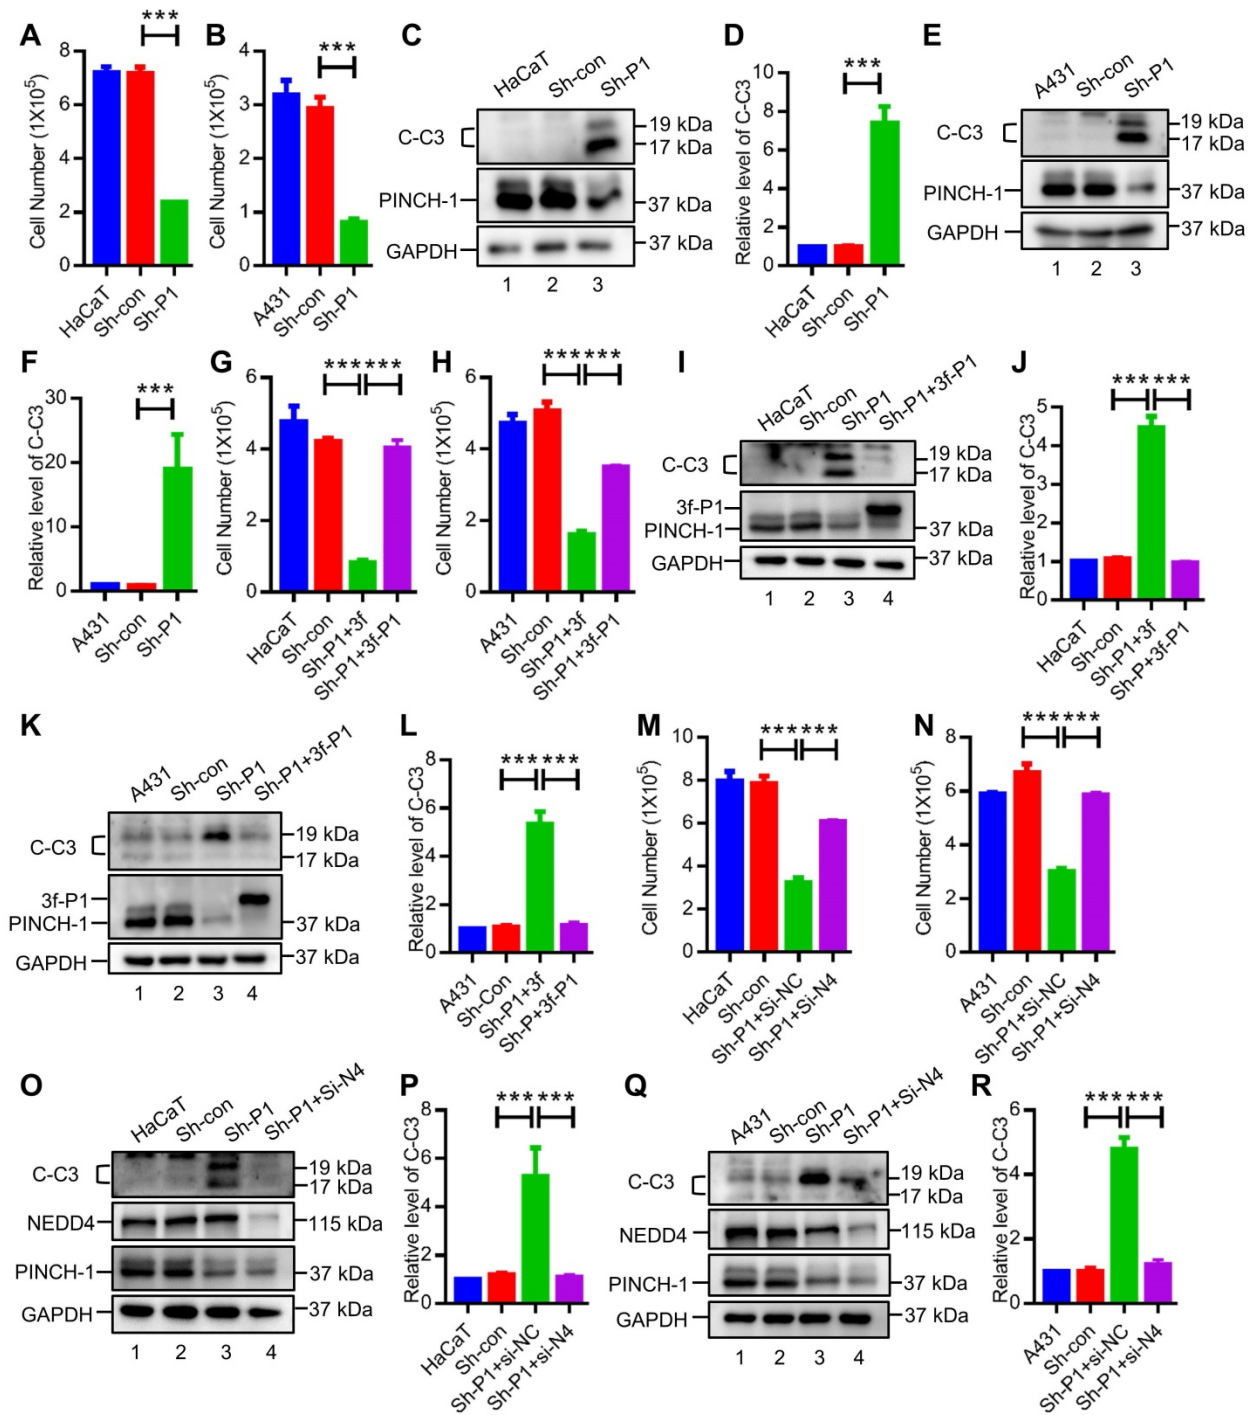 A
***
Cell Number (1X10⁵)
8
6
4
2
0
HaCaT
Sh-con
Sh-P1
B
***
Cell Number (1X10⁵)
4
3
2
1
0
A431
Sh-con
Sh-P1
C
HaCaT
Sh-con
Sh-P1
C-C3
19 kDa
17 kDa
PINCH-1
37 kDa
GAPDH
37 kDa
1 2 3
D
***
Relative level of C-C3
10
8
6
4
2
0
HaCaT
Sh-con
Sh-P1
E
A431
Sh-con
Sh-P1
C-C3
19 kDa
17 kDa
PINCH-1
37 kDa
GAPDH
37 kDa
1 2 3
F
***
Relative level of C-C3
30
20
10
0
A431
Sh-con
Sh-P1
G
*** ***
Cell Number (1X10⁵)
6
4
2
0
HaCaT
Sh-con
Sh-P1+3f
Sh-P1+3f-P1
H
*** ***
Cell Number (1X10⁵)
6
4
2
0
A431
Sh-con
Sh-P1+3f
Sh-P1+3f-P1
I
HaCaT
Sh-con
Sh-P1
Sh-P1+3f-P1
C-C3
19 kDa
17 kDa
3f-P1
PINCH-1
37 kDa
GAPDH
37 kDa
1 2 3 4
J
*** ***
Relative level of C-C3
5
4
3
2
1
0
HaCaT
Sh-con
Sh-P1+3f
Sh-P+3f-P1
K
A431
Sh-con
Sh-P1
Sh-P1+3f-P1
C-C3
19 kDa
17 kDa
3f-P1
PINCH-1
37 kDa
GAPDH
37 kDa
1 2 3 4
L
*** ***
Relative level of C-C3
8
6
4
2
0
A431
Sh-Con
Sh-P1+3f
Sh-P+3f-P1
M
*** ***
Cell Number (1X10⁵)
10
8
6
4
2
0
HaCaT
Sh-con
Sh-P1+Si-NC
Sh-P1+Si-N4
N
*** ***
Cell Number (1X10⁵)
8
6
4
2
0
A431
Sh-con
Sh-P1+Si-NC
Sh-P1+Si-N4
O
HaCaT
Sh-con
Sh-P1
Sh-P1+Si-N4
C-C3
19 kDa
17 kDa
NEDD4
115 kDa
PINCH-1
37 kDa
GAPDH
37 kDa
1 2 3 4
P
*** ***
Relative level of C-C3
8
6
4
2
0
HaCaT
Sh-con
Sh-P1+si-NC
Sh-P1+si-N4
Q
A431
Sh-con
Sh-P1
Sh-P1+Si-N4
C-C3
19 kDa
17 kDa
NEDD4
115 kDa
PINCH-1
37 kDa
GAPDH
37 kDa
1 2 3 4
R
*** ***
Relative level of C-C3
6
4
2
0
A431
Sh-con
Sh-P1+si-NC
Sh-P1+si-N4